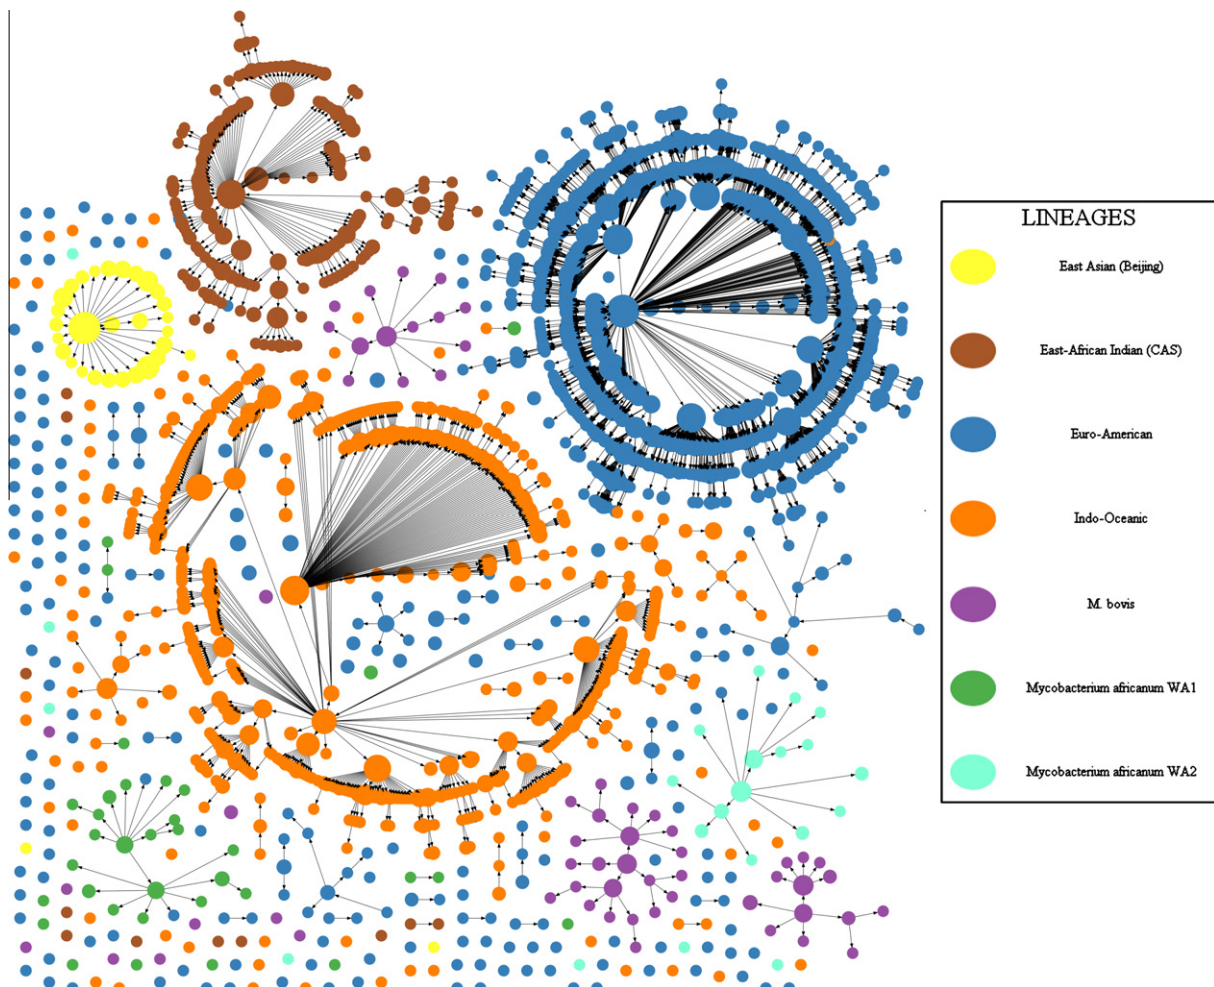 LINEAGES
East Asian (Beijing)
East-African Indian (CAS)
Euro-American
Indo-Oceanic
M. bovis
Mycobacterium africanum WA1
Mycobacterium africanum WA2